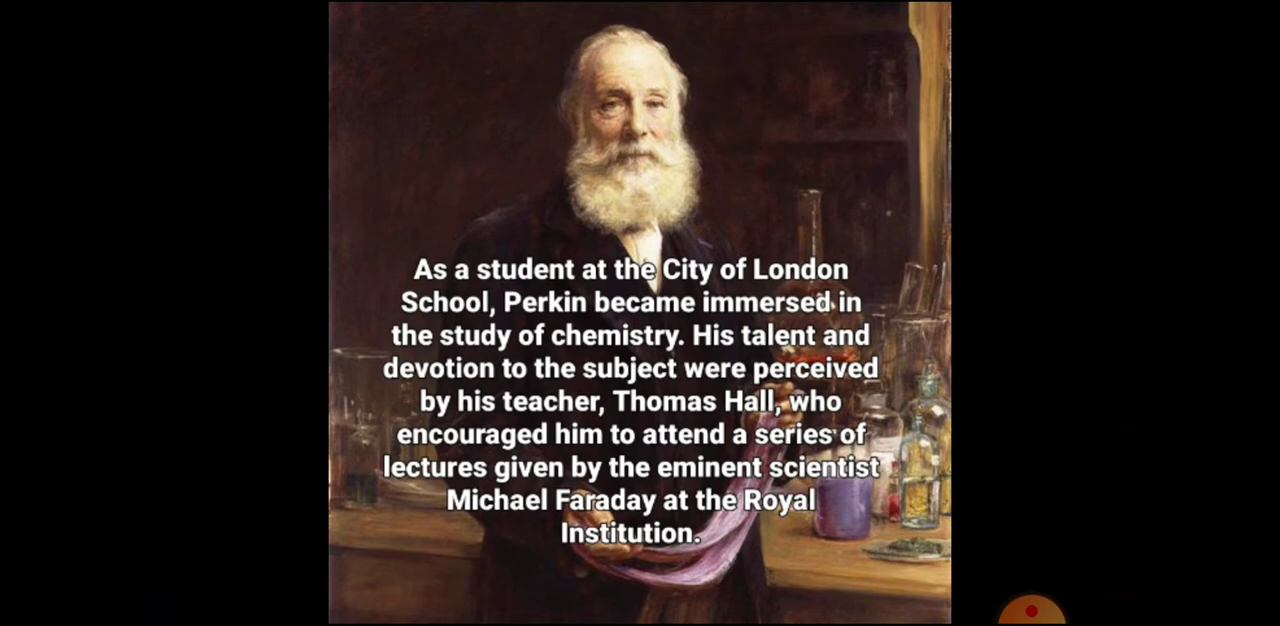 As a student at the City of London
School, Perkin became immersed in
the study of chemistry. His talent and
devotion to the subject were perceived
by his teacher, Thomas Hall, who
encouraged him to attend a series of
lectures given by the eminent scientist
Michael Faraday at the Royal
Institution.